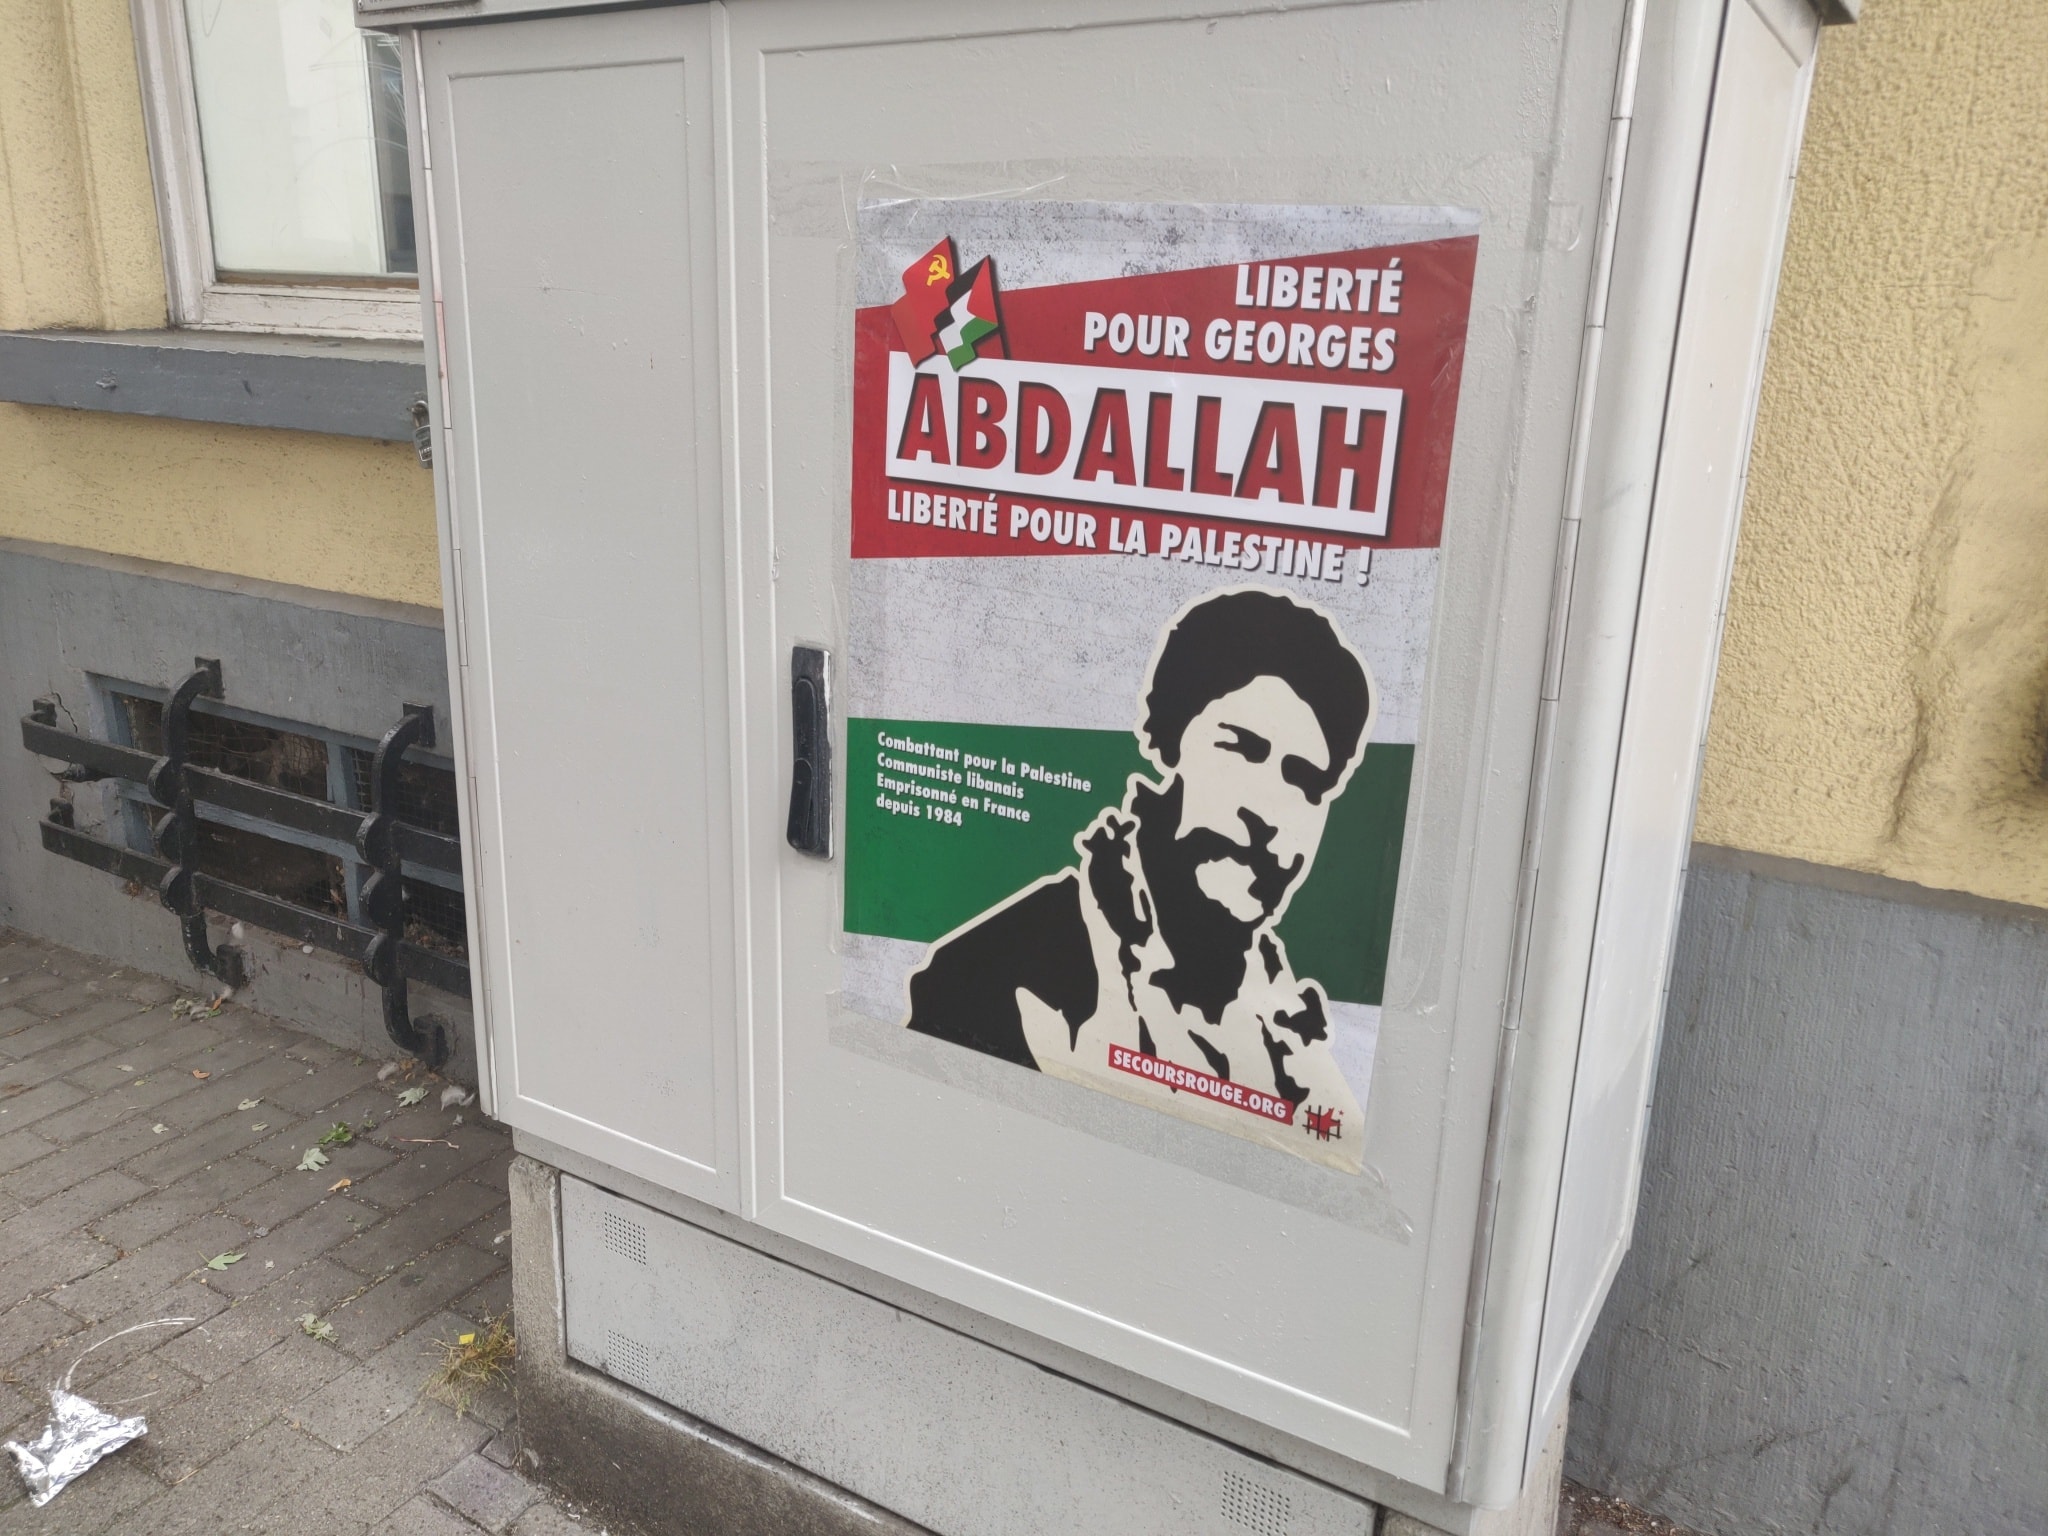 LIBERTÉ
POUR GEORGES
ABDALLAH
LIBERTÉ POUR LA PALESTINE !
Combattant pour la Palestine
Communiste libanais
Emprisonné en France
depuis 1984
SECOURSROUGE.ORG